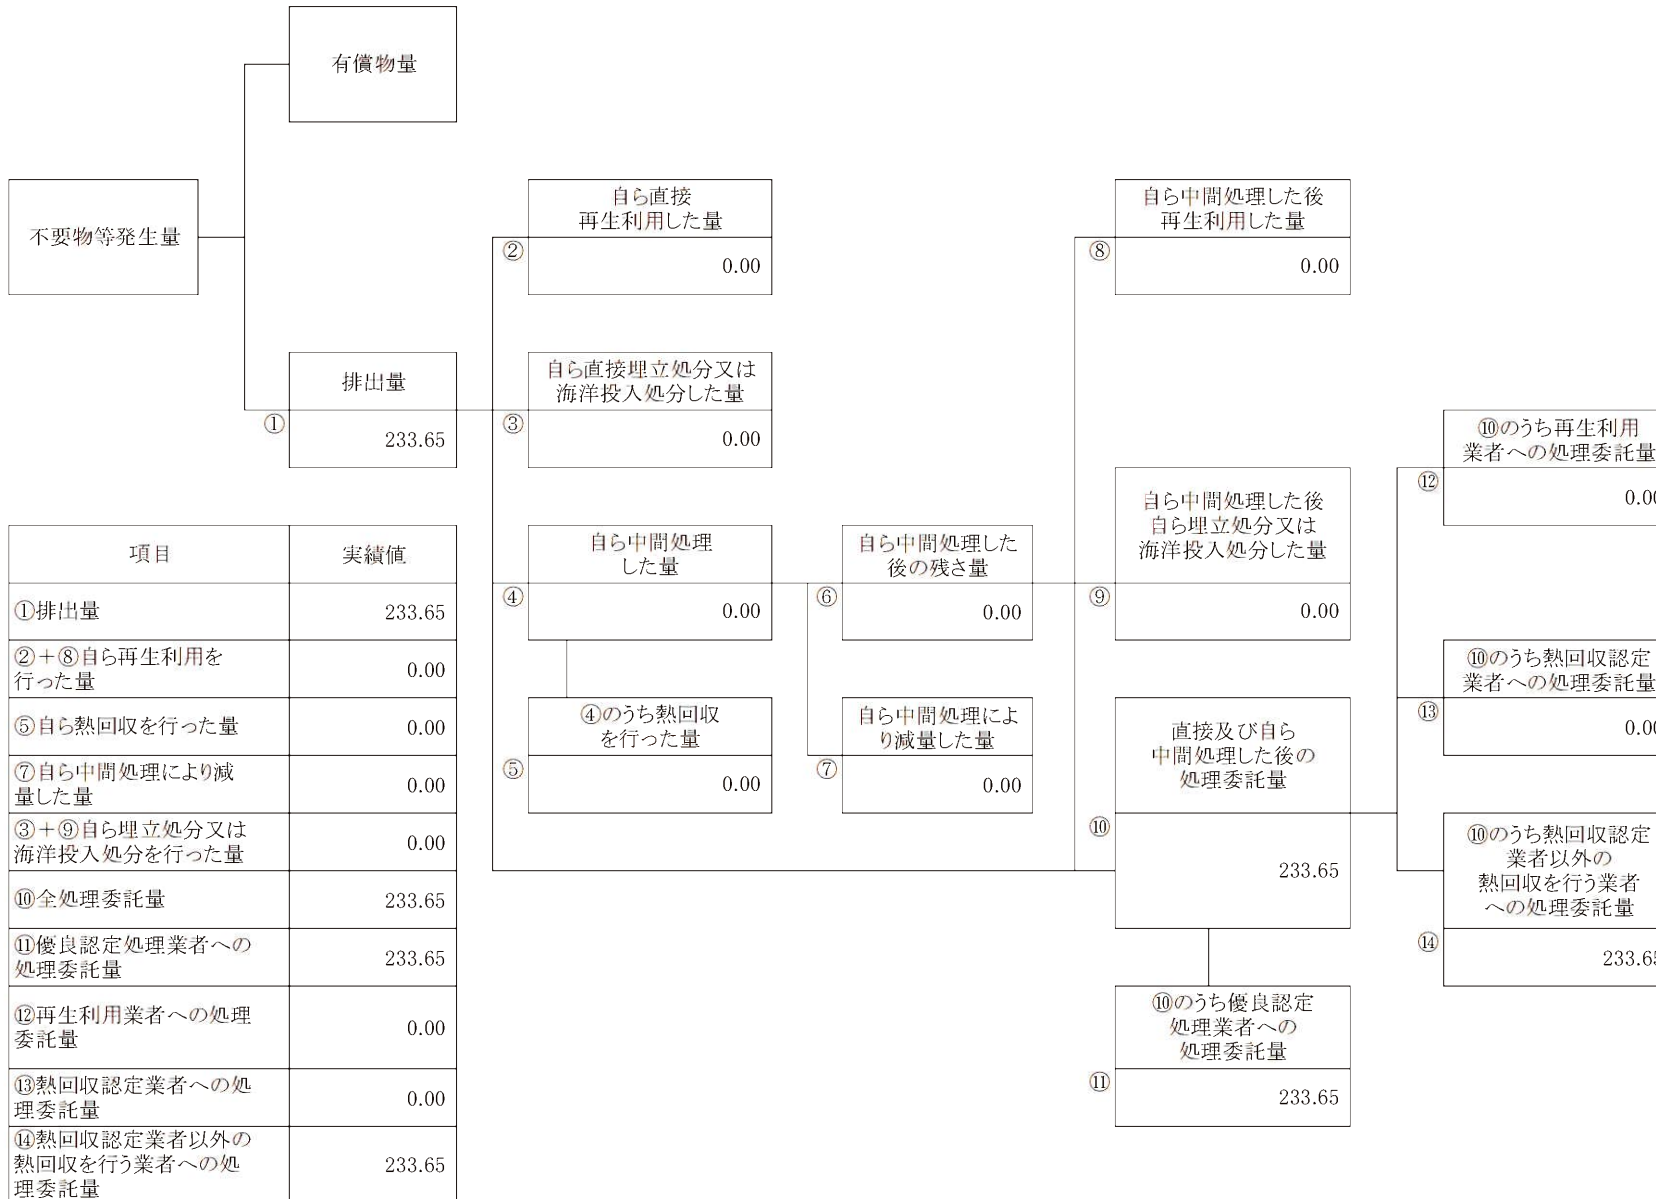 有償物量
不要物等発生量
自ら直接
再生利用した量
②
0.00
自ら中間処理した後
再生利用した量
⑧
0.00
排出量
①
233.65
自ら直接埋立処分又は
海洋投入処分した量
③
0.00
⑩のうち再生利用
業者への処理委託量
⑫
0.00
自ら中間処理
した量
④
0.00
自ら中間処理した
後の残さ量
⑥
0.00
自ら中間処理した後
自ら埋立処分又は
海洋投入処分した量
⑨
0.00
⑩のうち熱回収認定
業者への処理委託量
⑬
0.00
④のうち熱回収
を行った量
⑤
0.00
自ら中間処理によ
り減量した量
⑦
0.00
直接及び自ら
中間処理した後の
処理委託量
⑩
233.65
⑩のうち熱回収認定
業者以外の
熱回収を行う業者
への処理委託量
⑭
233.65
⑩のうち優良認定
処理業者への
処理委託量
⑪
233.65
項目 実績値
①排出量 233.65
②＋⑧自ら再生利用を
行った量 0.00
⑤自ら熱回収を行った量 0.00
⑦自ら中間処理により減
量した量 0.00
③＋⑨自ら埋立処分又は
海洋投入処分を行った量 0.00
⑩全処理委託量 233.65
⑪優良認定処理業者への
処理委託量 233.65
⑫再生利用業者への処理
委託量 0.00
⑬熱回収認定業者への処
理委託量 0.00
⑭熱回収認定業者以外の
熱回収を行う業者への処
理委託量 233.65